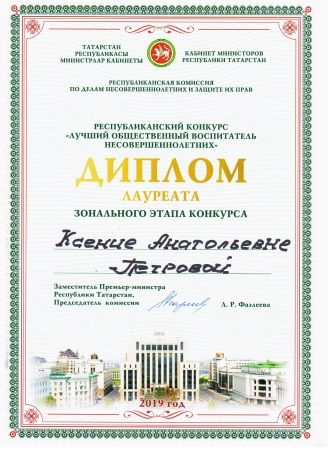 ТАТАРСТАН
РЕСПУБЛИКАСЫ
МИНИСТРЛАР КАБИНЕТЫ
КАБИНЕТ МИНИСТРОВ
РЕСПУБЛИКИ ТАТАРСТАН
РЕСПУБЛИКАНСКАЯ КОМИССИЯ
ПО ДЕЛАМ НЕСОВЕРШЕННОЛЕТНИХ И ЗАЩИТЕ ИХ ПРАВ
РЕСПУБЛИКАНСКИЙ КОНКУРС
«ЛУЧШИЙ ОБЩЕСТВЕННЫЙ ВОСПИТАТЕЛЬ
НЕСОВЕРШЕННОЛЕТНИХ»
ДИПЛОМ
ЛАУРЕАТА
ЗОНАЛЬНОГО ЭТАПА КОНКУРСА
Ксение Анатольевне
Петровой
Заместитель Премьер-министра
Республики Татарстан,
Председатель комиссии
Л. Р. Фазлеева
2019 год